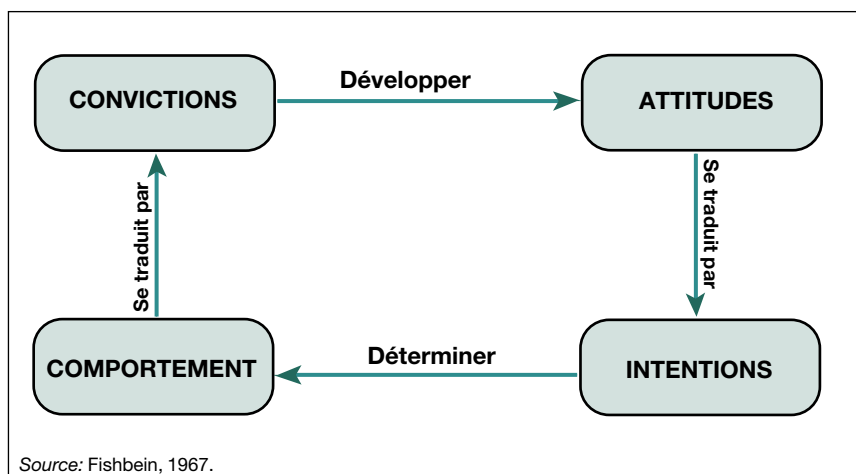 CONVICTIONS
Développer
ATTITUDES
Se traduit par
Se traduit par
COMPORTEMENT
Déterminer
INTENTIONS
Source: Fishbein, 1967.